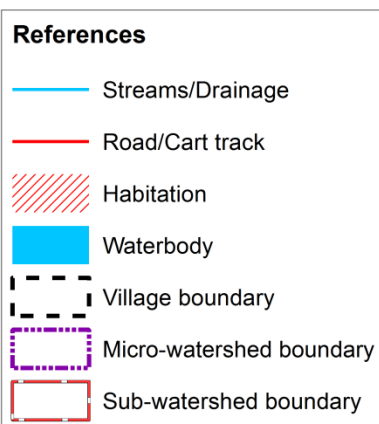 References
Streams/Drainage
Road/Cart track
Habitation
Waterbody
Village boundary
Micro-watershed boundary
Sub-watershed boundary